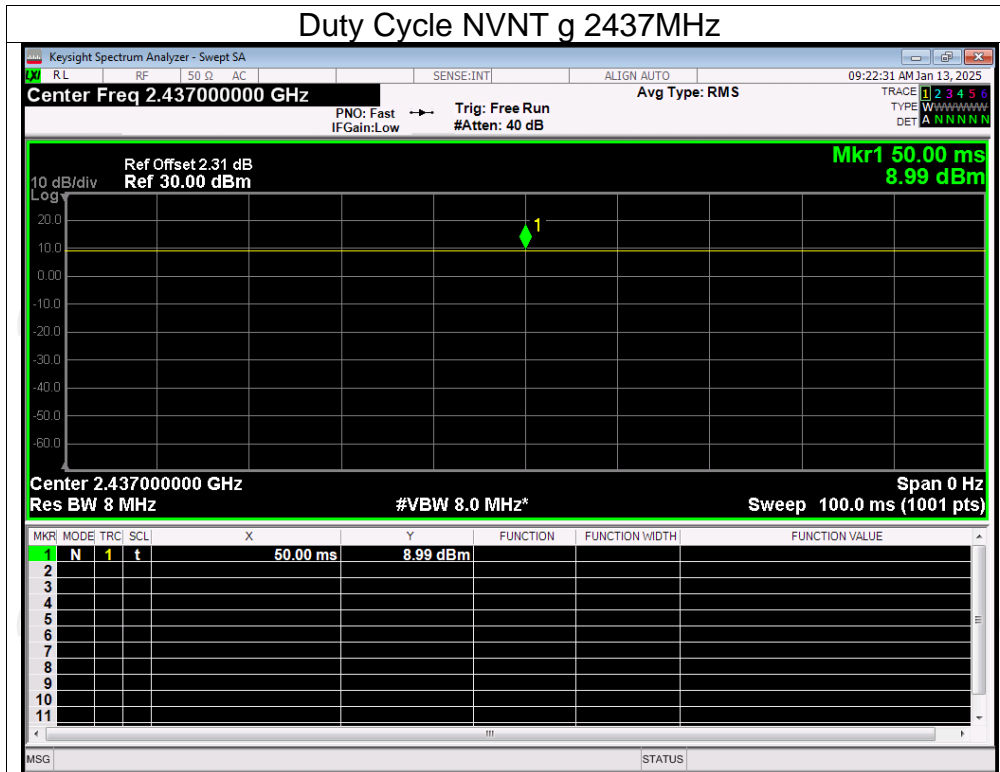 Duty Cycle NVNT g 2437MHz
Keysight Spectrum Analyzer - Swept SA
LXI RL RF 50 Ω AC SENSE:INT ALIGN AUTO 09:22:31 AM Jan 13, 2025
Center Freq 2.437000000 GHz Avg Type: RMS TRACE 1 2 3 4 5 6
PNO: Fast Trig: Free Run TYPE WWWWWW
IFGain:Low #Atten: 40 dB DET A N N N N N
Ref Offset 2.31 dB Mkr1 50.00 ms
10 dB/div Ref 30.00 dBm 8.99 dBm
Log
1
20.0
10.0
0.00
-10.0
-20.0
-30.0
-40.0
-50.0
-60.0
Center 2.437000000 GHz Span 0 Hz
Res BW 8 MHz #VBW 8.0 MHz* Sweep 100.0 ms (1001 pts)
MKR MODE TRC SCL X Y FUNCTION FUNCTION WIDTH FUNCTION VALUE
1 N 1 t 50.00 ms 8.99 dBm
2
3
4
5
6
7
8
9
10
11
MSG STATUS